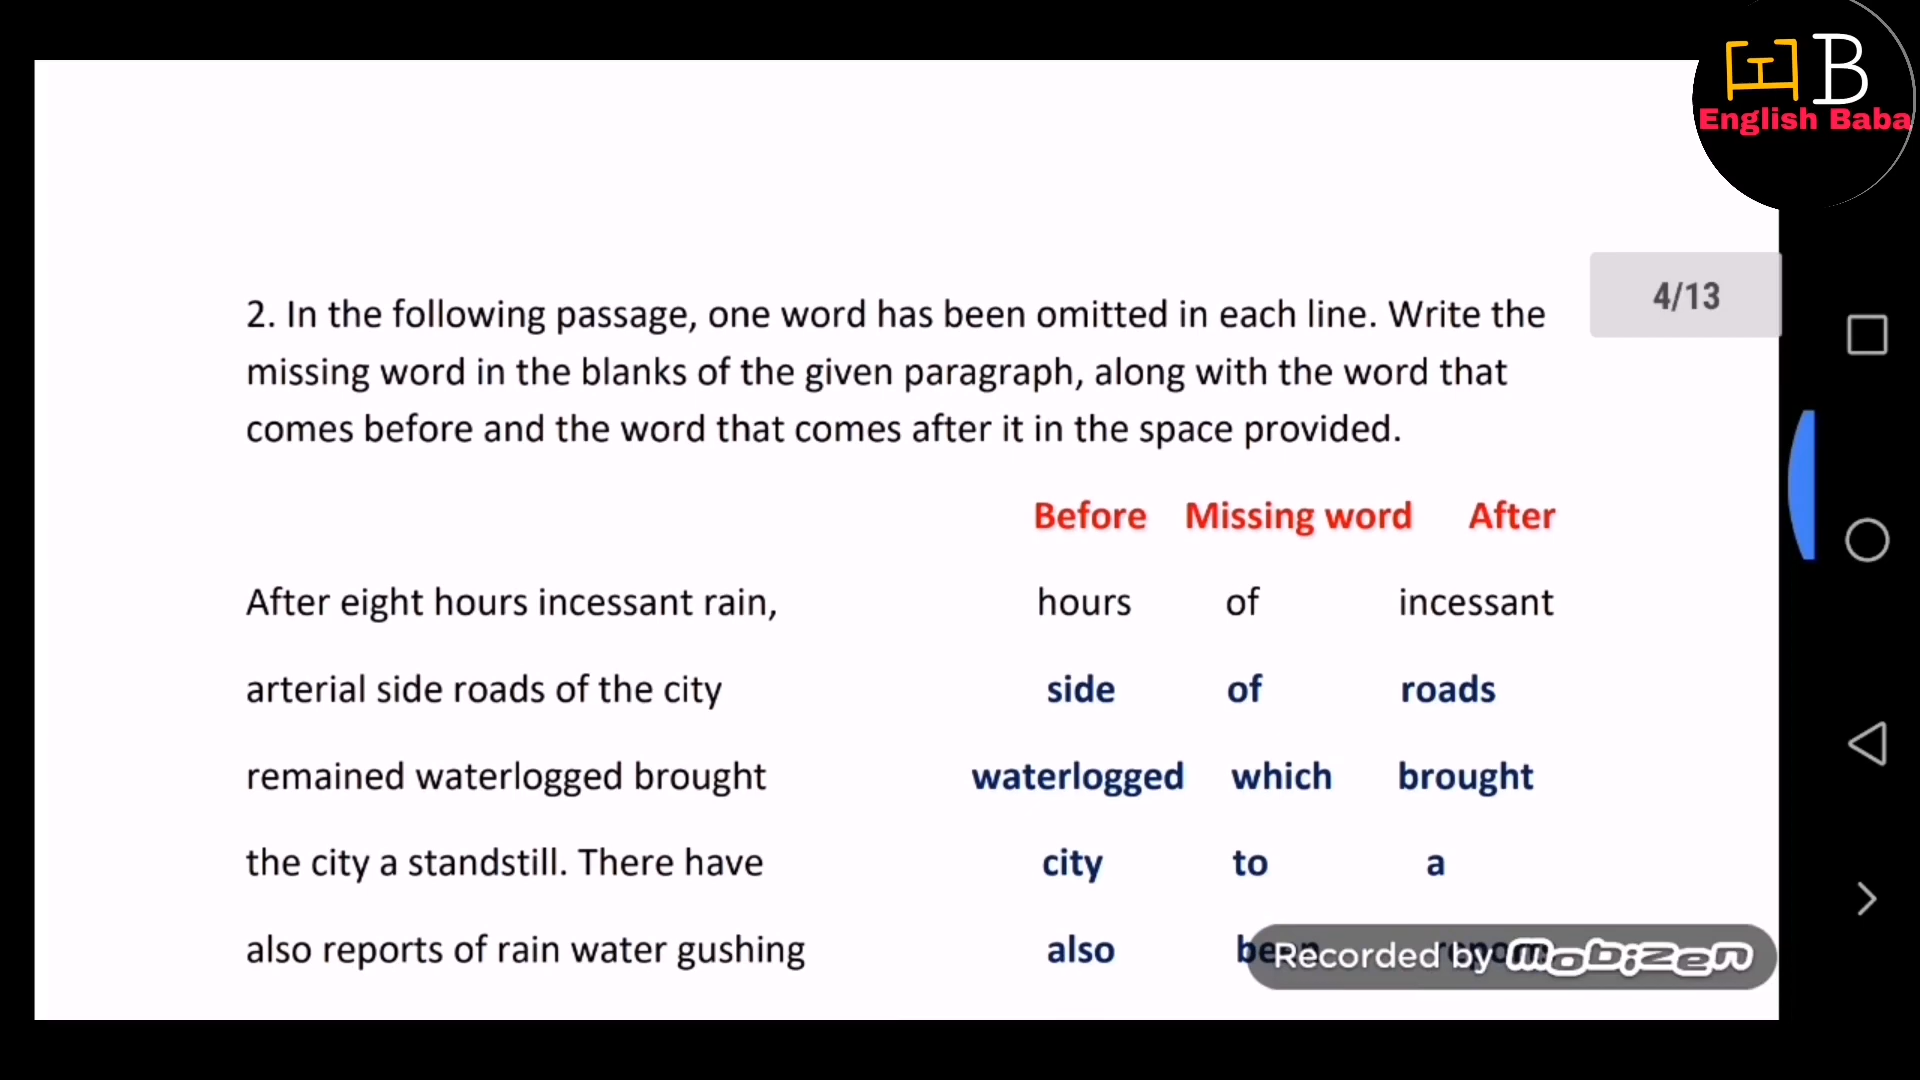 B
English Baba
4/13
2. In the following passage, one word has been omitted in each line. Write the
missing word in the blanks of the given paragraph, along with the word that
comes before and the word that comes after it in the space provided.
Before Missing word After
After eight hours incessant rain, hours of incessant
arterial side roads of the city side of roads
remained waterlogged brought waterlogged which brought
the city a standstill. There have city to a
also reports of rain water gushing also
Recorded by mobizen